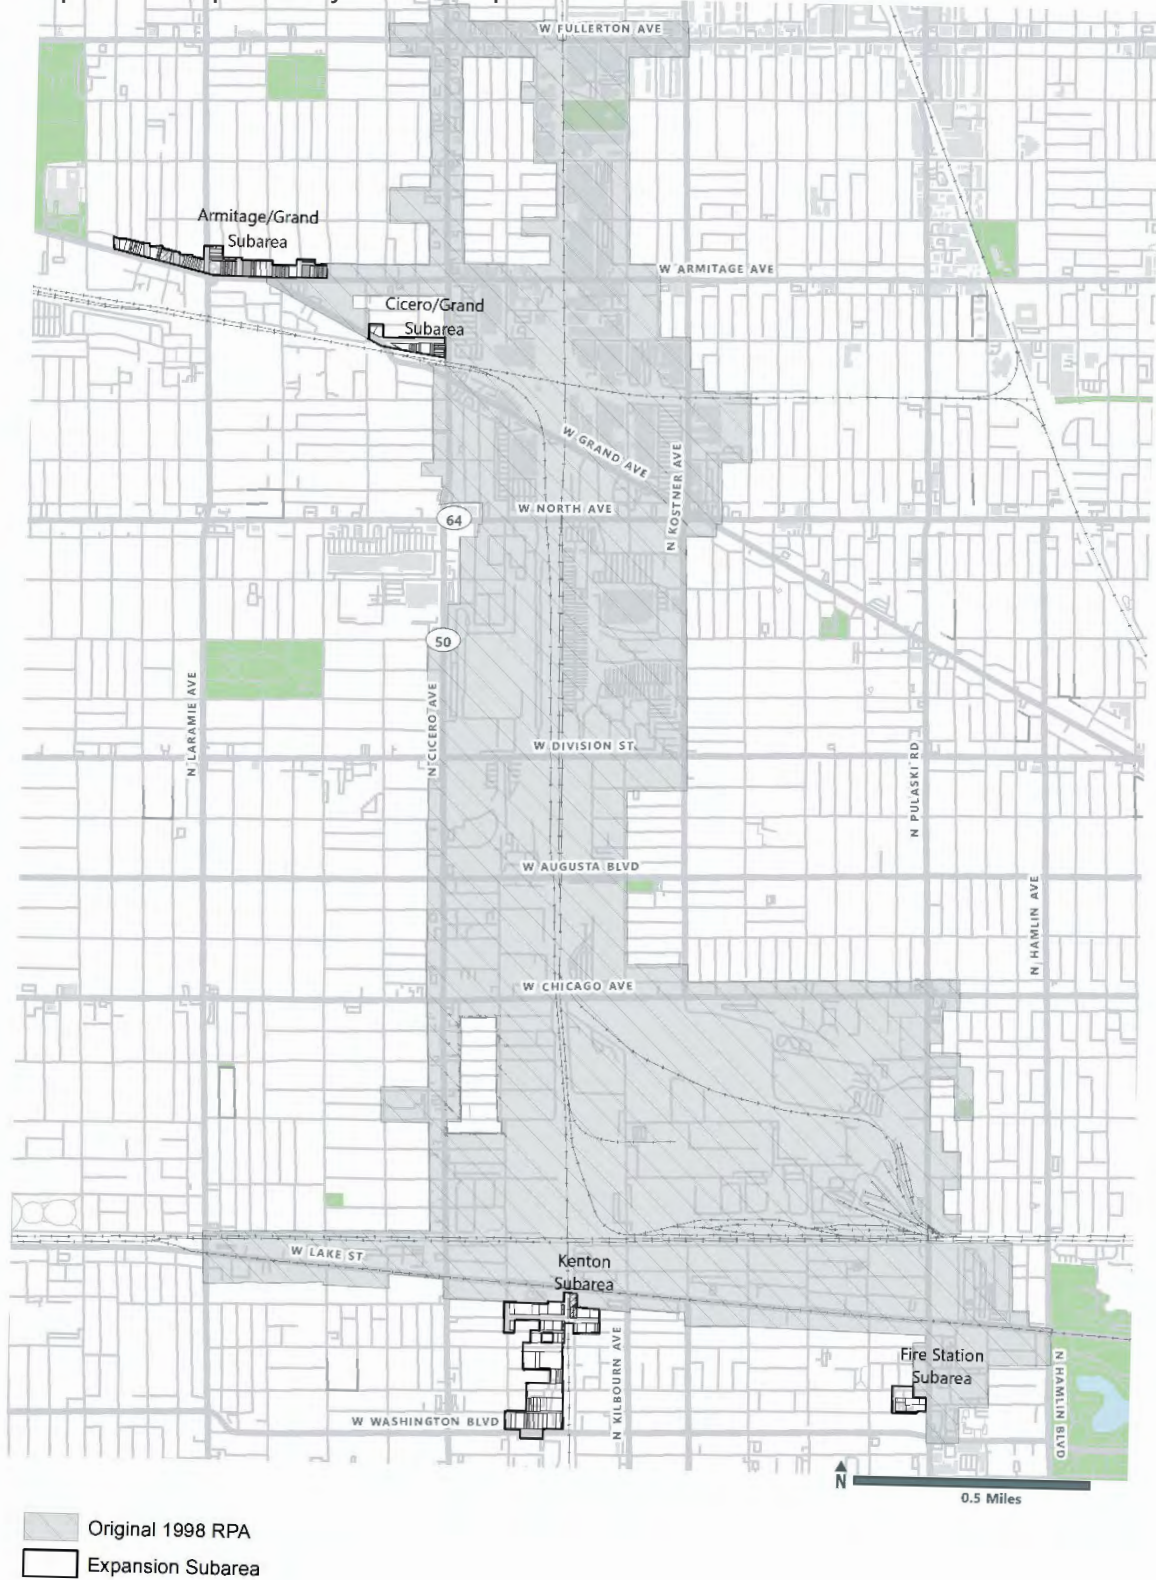 W FULLERTON AVE
Armitage/Grand
Subarea
W ARMITAGE AVE
Cicero/Grand
Subarea
W GRAND AVE
N KOSTNER AVE
W NORTH AVE
64
50
N LARAMIE AVE
N CICERO AVE
W DIVISION ST
N PULASKI RD
W AUGUSTA BLVD
N HAMLIN AVE
W CHICAGO AVE
W LAKE ST
Kenton
Subarea
N KILBOURN AVE
Fire Station
Subarea
N HAMLIN BLVD
W WASHINGTON BLVD
N
0.5 Miles
Original 1998 RPA
Expansion Subarea